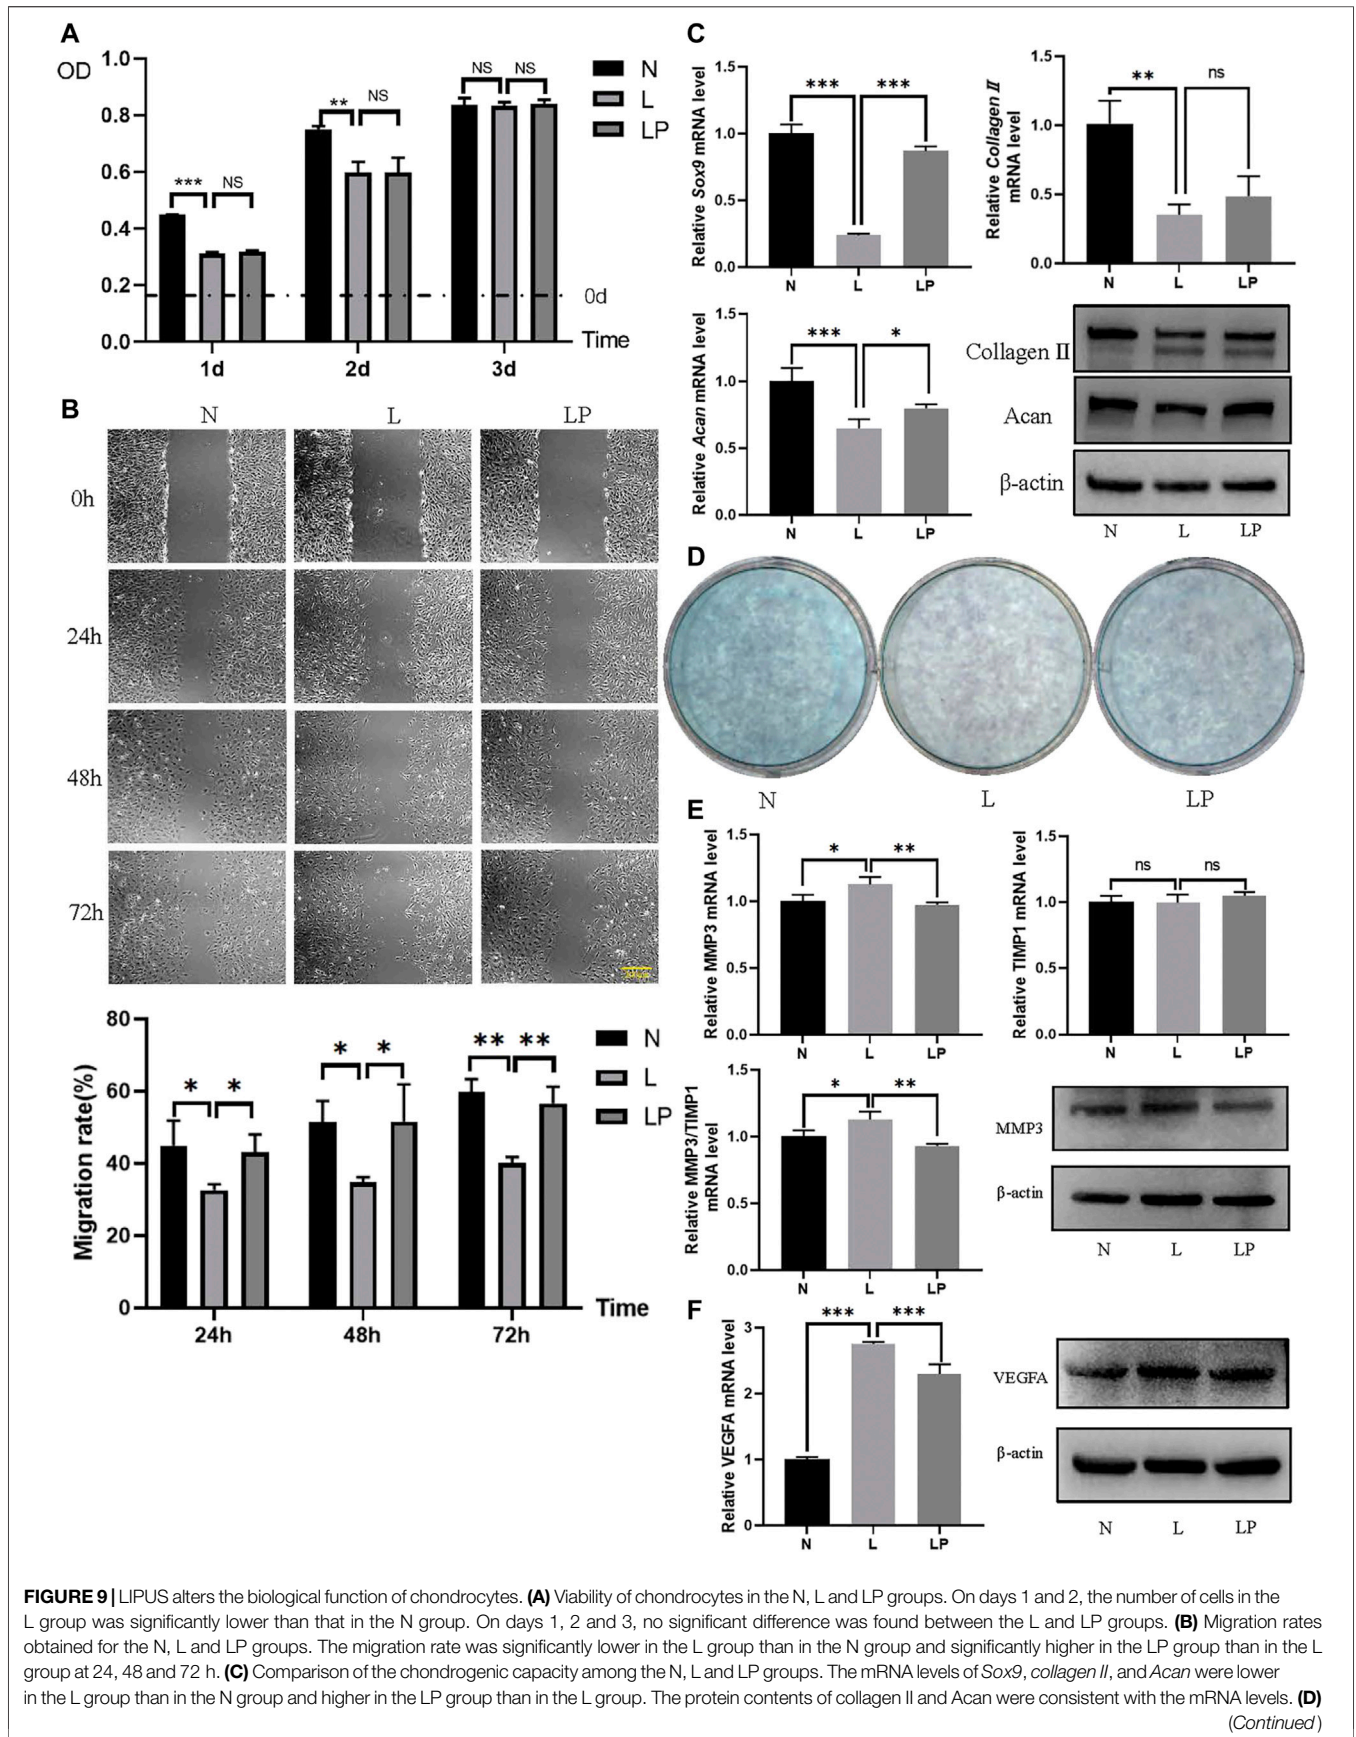 A
OD
1.0
0.8
0.6
0.4
0.2
0.0
*** NS
** NS
NS NS
N
L
LP
0d
Time
1d 2d 3d
B
N L LP
0h
24h
48h
72h
Migration rate(%)
80
60
40
20
0
* *
* *
** **
N
L
LP
Time
24h 48h 72h
C
Relative Sox9 mRNA level
1.5
1.0
0.5
0.0
*** ***
N L LP
Relative Collagen II
mRNA level
1.5
1.0
0.5
0.0
** ns
N L LP
Relative Acan mRNA level
1.5
1.0
0.5
0.0
*** *
N L LP
Collagen II
Acan
β-actin
N L LP
D
N L LP
E
Relative MMP3 mRNA level
1.5
1.0
0.5
0.0
* **
N L LP
Relative TIMP1 mRNA level
1.5
1.0
0.5
0.0
ns ns
N L LP
Relative MMP3/TIMP1
mRNA level
1.5
1.0
0.5
0.0
* **
N L LP
MMP3
β-actin
N L LP
F
Relative VEGFA mRNA level
3
2
1
0
*** ***
N L LP
VEGFA
β-actin
N L LP
FIGURE 9 | LIPUS alters the biological function of chondrocytes. (A) Viability of chondrocytes in the N, L and LP groups. On days 1 and 2, the number of cells in the
L group was significantly lower than that in the N group. On days 1, 2 and 3, no significant difference was found between the L and LP groups. (B) Migration rates
obtained for the N, L and LP groups. The migration rate was significantly lower in the L group than in the N group and significantly higher in the LP group than in the L
group at 24, 48 and 72 h. (C) Comparison of the chondrogenic capacity among the N, L and LP groups. The mRNA levels of Sox9, collagen II, and Acan were lower
in the L group than in the N group and higher in the LP group than in the L group. The protein contents of collagen II and Acan were consistent with the mRNA levels. (D)
(Continued)